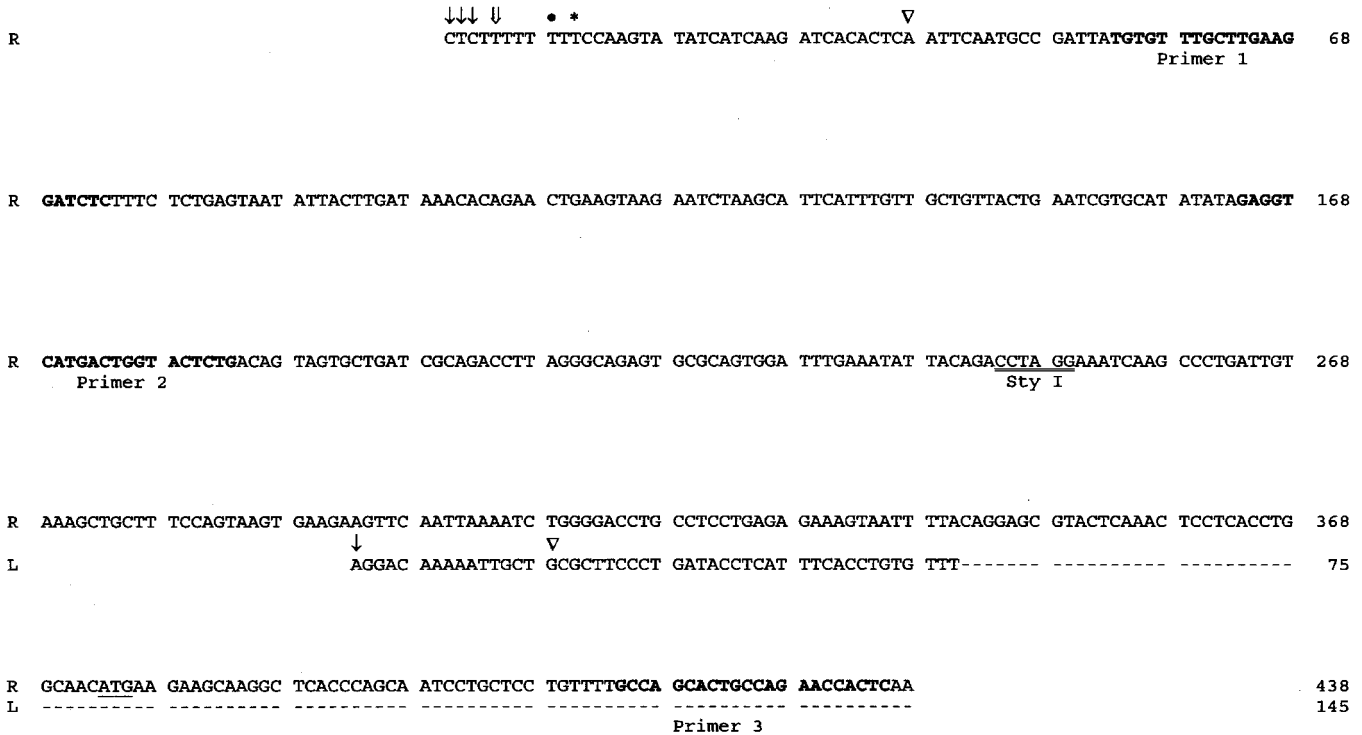 ↓↓↓ ⇓ • * ∇
R CTCTTTTT TTTCCAAGTA TATCATCAAG ATCACACTCA ATTCAATGCC GATTATGTGT TTGCTTGAAG 68
Primer 1
R GATCTCTTTC TCTGAGTAAT ATTACTTGAT AAACACAGAA CTGAAGTAAG AATCTAAGCA TTCATTTGTT GCTGTTACTG AATCGTGCAT ATATAGAGGT 168
R CATGACTGGT ACTCTGACAG TAGTGCTGAT CGCAGACCTT AGGGCAGAGT GCGCAGTGGA TTTGAAATAT TACAGACCTA GGAAATCAAG CCCTGATTGT 268
Primer 2 Sty I
R AAAGCTGCTT TCCAGTAAGT GAAGAAGTTC AATTAAAATC TGGGGACCTG CCTCCTGAGA GAAAGTAATT TTACAGGAGC GTACTCAAAC TCCTCACCTG 368
↓ ∇
L AGGAC AAAAATTGCT GCGCTTCCCT GATACCTCAT TTCACCTGTG TTT------- ---------- ---------- ---------- 75
R GCAACATGAA GAAGCAAGGC TCACCCAGCA ATCCTGCTCC TGTTTTGCCA GCACTGCCAG AACCACTCAA 438
L ---------- ---------- ---------- ---------- ---------- ---------- ---------- 145
Primer 3